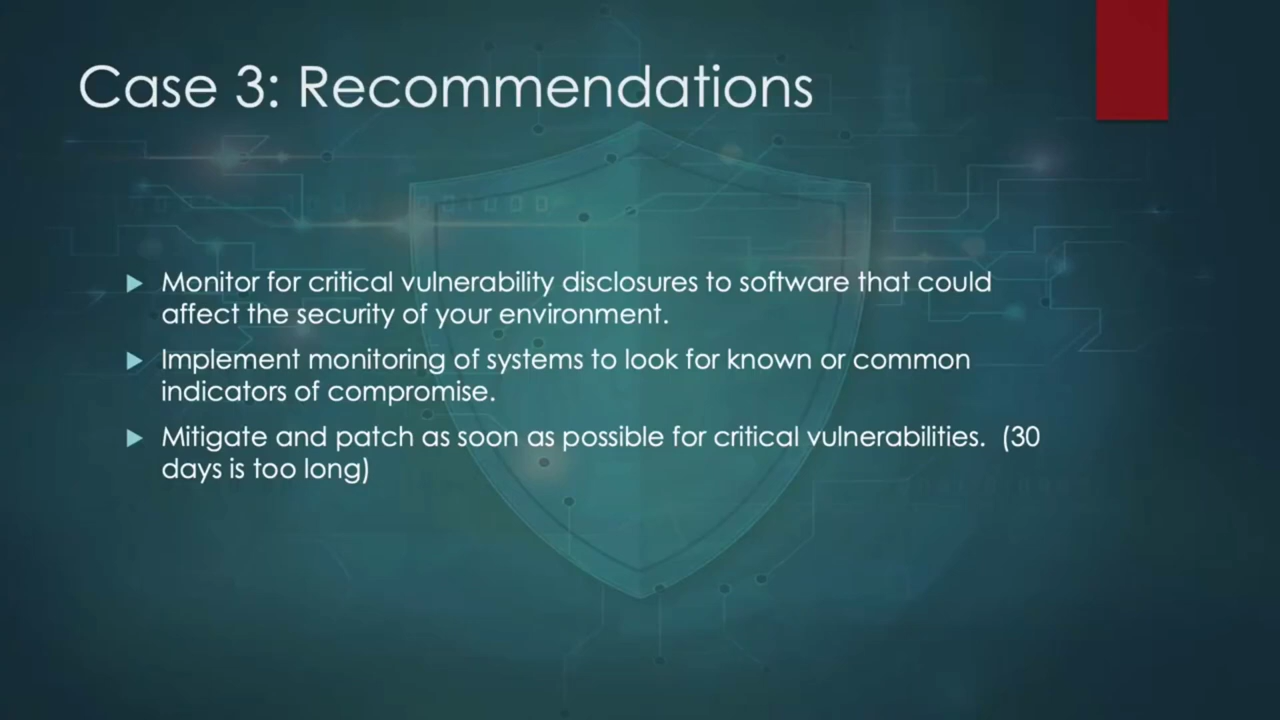 Case 3: Recommendations
Monitor for critical vulnerability disclosures to software that could
affect the security of your environment.
Implement monitoring of systems to look for known or common
indicators of compromise.
Mitigate and patch as soon as possible for critical vulnerabilities.  (30
days is too long)